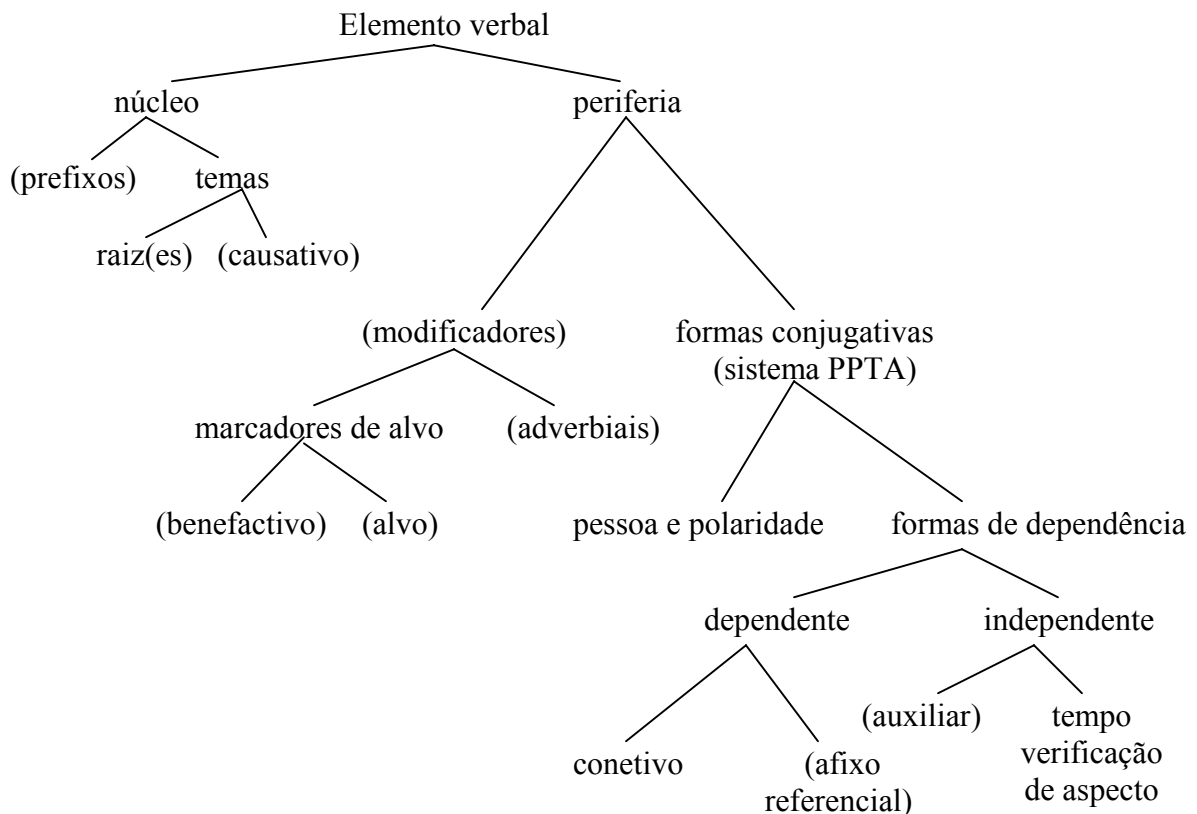 Elemento verbal
núcleo periferia
(prefixos) temas
raiz(es) (causativo)
(modificadores) formas conjugativas
(sistema PPTA)
marcadores de alvo (adverbiais)
(benefactivo) (alvo) pessoa e polaridade formas de dependência
dependente independente
(auxiliar) tempo
conetivo (afixo verificação
referencial) de aspecto